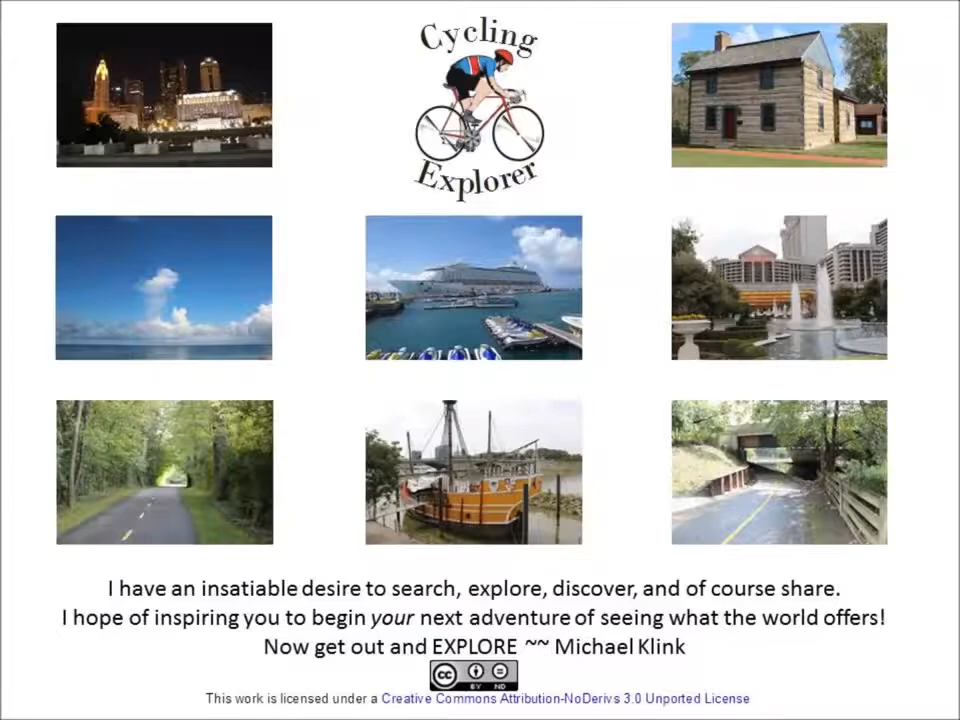 Cycling
Explorer
I have an insatiable desire to search, explore, discover, and of course share.
I hope of inspiring you to begin your next adventure of seeing what the world offers!
Now get out and EXPLORE ~~ Michael Klink
cc
BY ND
This work is licensed under a Creative Commons Attribution-NoDerivs 3.0 Unported License